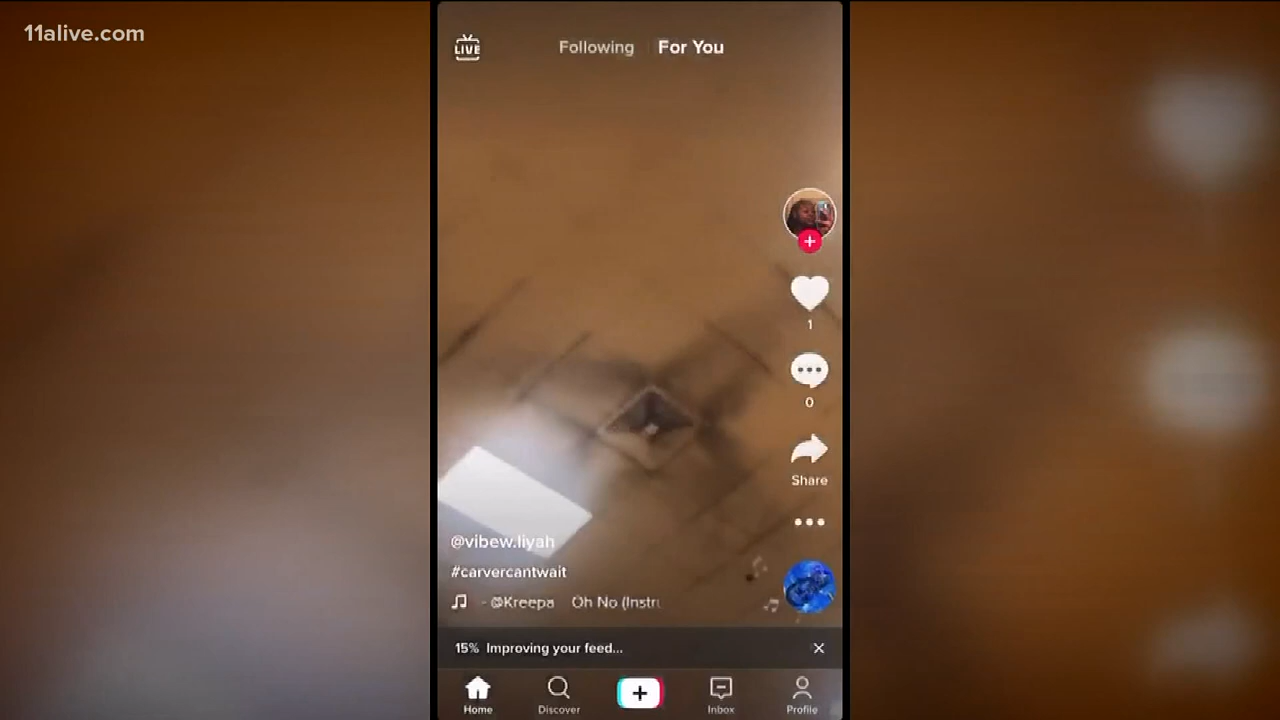 11alive.com
LIVE
Following
For You
1
0
Share
@vibew.liyah
#carvercantwait
- @Kreepa Oh No (Instru
15% Improving your feed...
Home
Discover
Inbox
Profile